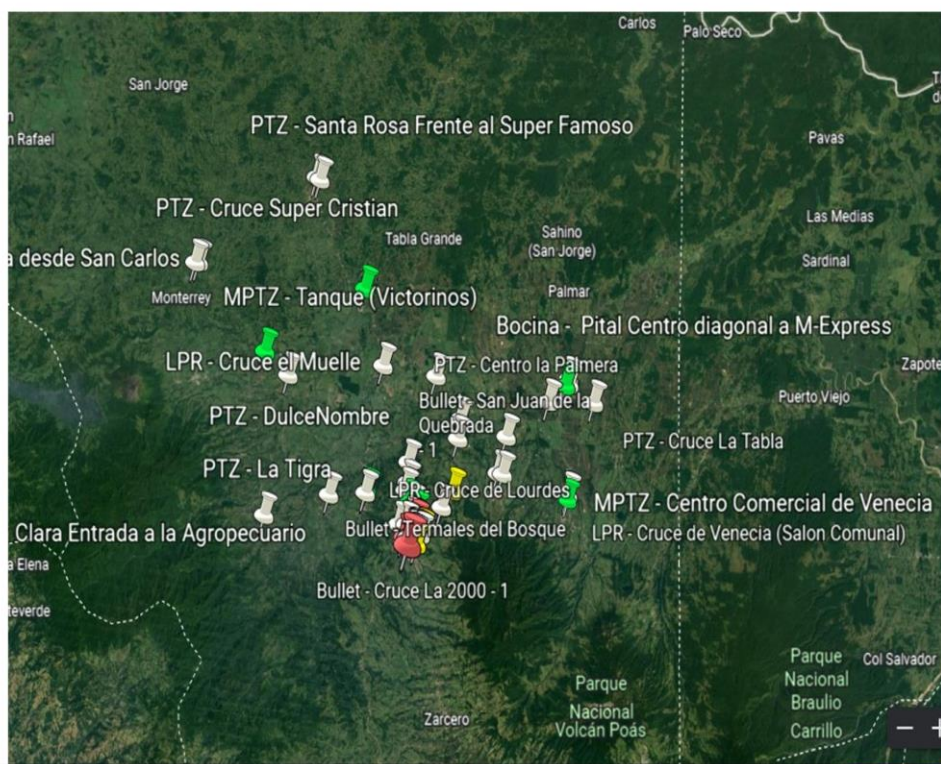 Carlos
Palo Seco
San Jorge
n Rafael
PTZ - Santa Rosa Frente al Super Famoso
Pavas
PTZ - Cruce Super Cristian
Las Medias
Tabla Grande
Sahino
(San Jorge)
a desde San Carlos
Sardinal
Monterrey
MPTZ - Tanque (Victorinos)
Palmar
Bocina - Pital Centro diagonal a M-Express
LPR - Cruce el Muelle
PTZ - Centro la Palmera
Zapote
Puerto Viejo
Bullet - San Juan de la
Quebrada
- 1
PTZ - DulceNombre
PTZ - Cruce La Tabla
PTZ - La Tigra
LPR - Cruce de Lourdes
MPTZ - Centro Comercial de Venecia
Clara Entrada a la Agropecuario
Bullet - Termales del Bosque
LPR - Cruce de Venecia (Salon Comunal)
a Elena
Bullet - Cruce La 2000 - 1
teverde
Parque
Nacional
Braulio
Carrillo
Col Salvador
Parque
Nacional
Volcán Poás
Zarcero